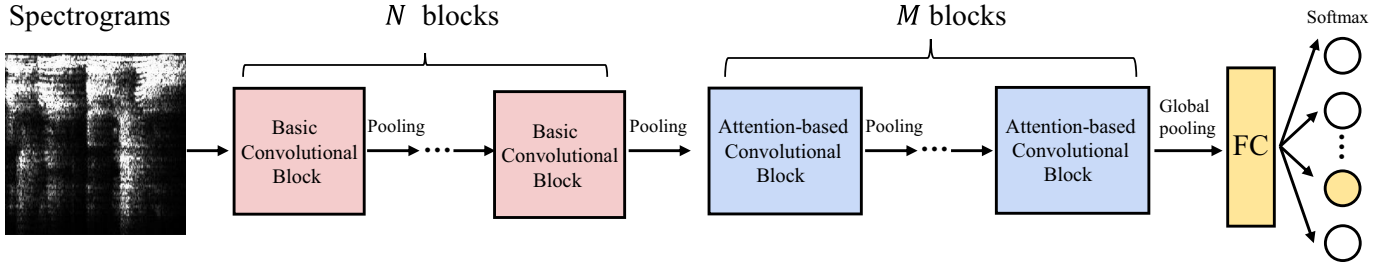 Spectrograms
N blocks
M blocks
Softmax
Basic
Convolutional
Block
Pooling
Basic
Convolutional
Block
Pooling
Attention-based
Convolutional
Block
Pooling
Attention-based
Convolutional
Block
Global
pooling
FC